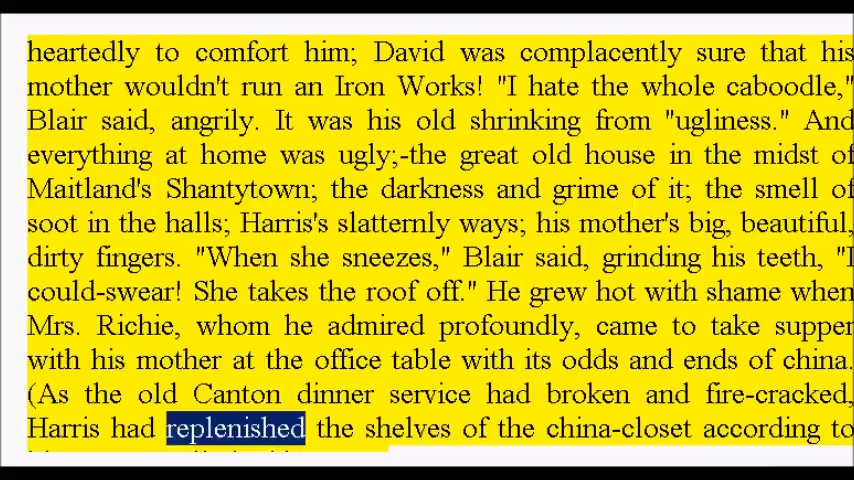 heartedly to comfort him; David was complacently sure that his
mother wouldn't run an Iron Works! "I hate the whole caboodle,"
Blair said, angrily. It was his old shrinking from "ugliness." And
everything at home was ugly;-the great old house in the midst of
Maitland's Shantytown; the darkness and grime of it; the smell of
soot in the halls; Harris's slatternly ways; his mother's big, beautiful,
dirty fingers. "When she sneezes," Blair said, grinding his teeth, "I
could-swear! She takes the roof off." He grew hot with shame when
Mrs. Richie, whom he admired profoundly, came to take supper
with his mother at the office table with its odds and ends of china.
(As the old Canton dinner service had broken and fire-cracked,
Harris had replenished the shelves of the china-closet according to